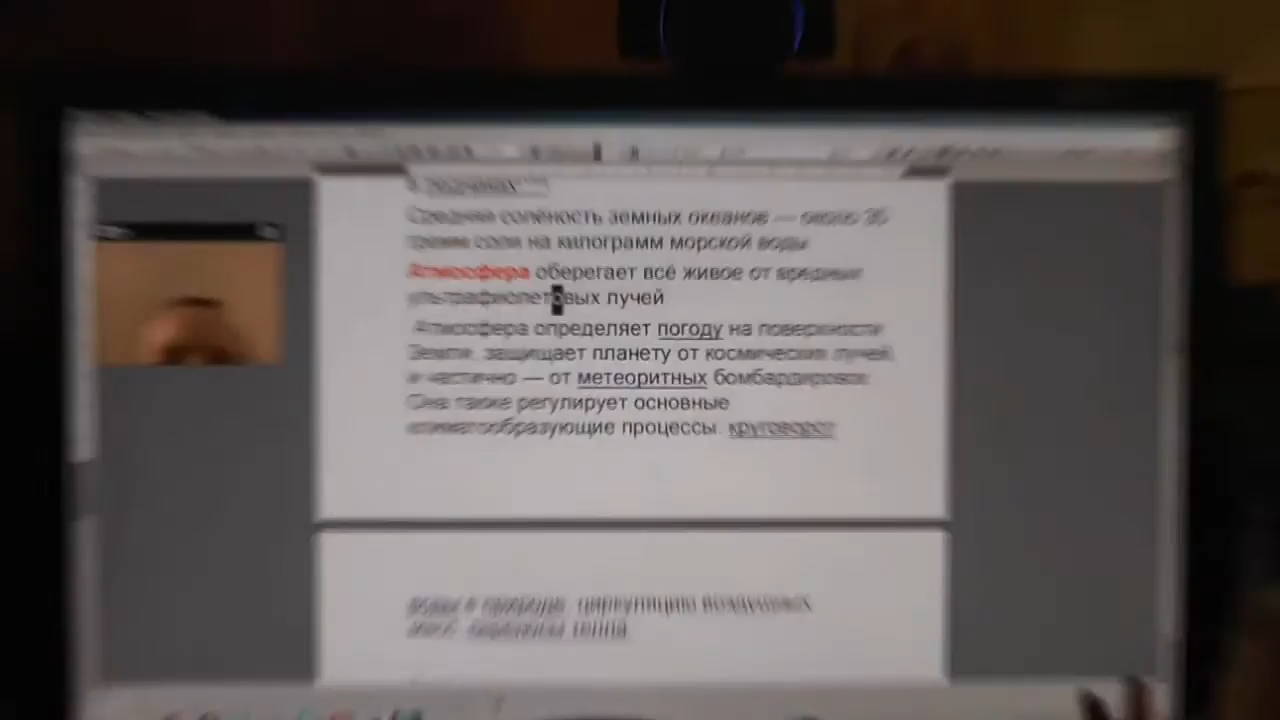 Средняя солёность земных океанов — около 35
грамм соли на килограмм морской воды
Атмосфера оберегает всё живое от вредных
ультрафиолетовых лучей
Атмосфера определяет погоду на поверхности
Земли, защищает планету от космических лучей,
и частично — от метеоритных бомбардировок
Она также регулирует основные
климатообразующие процессы: круговорот
воды в природе, циркуляцию воздушных
масс, переносы тепла